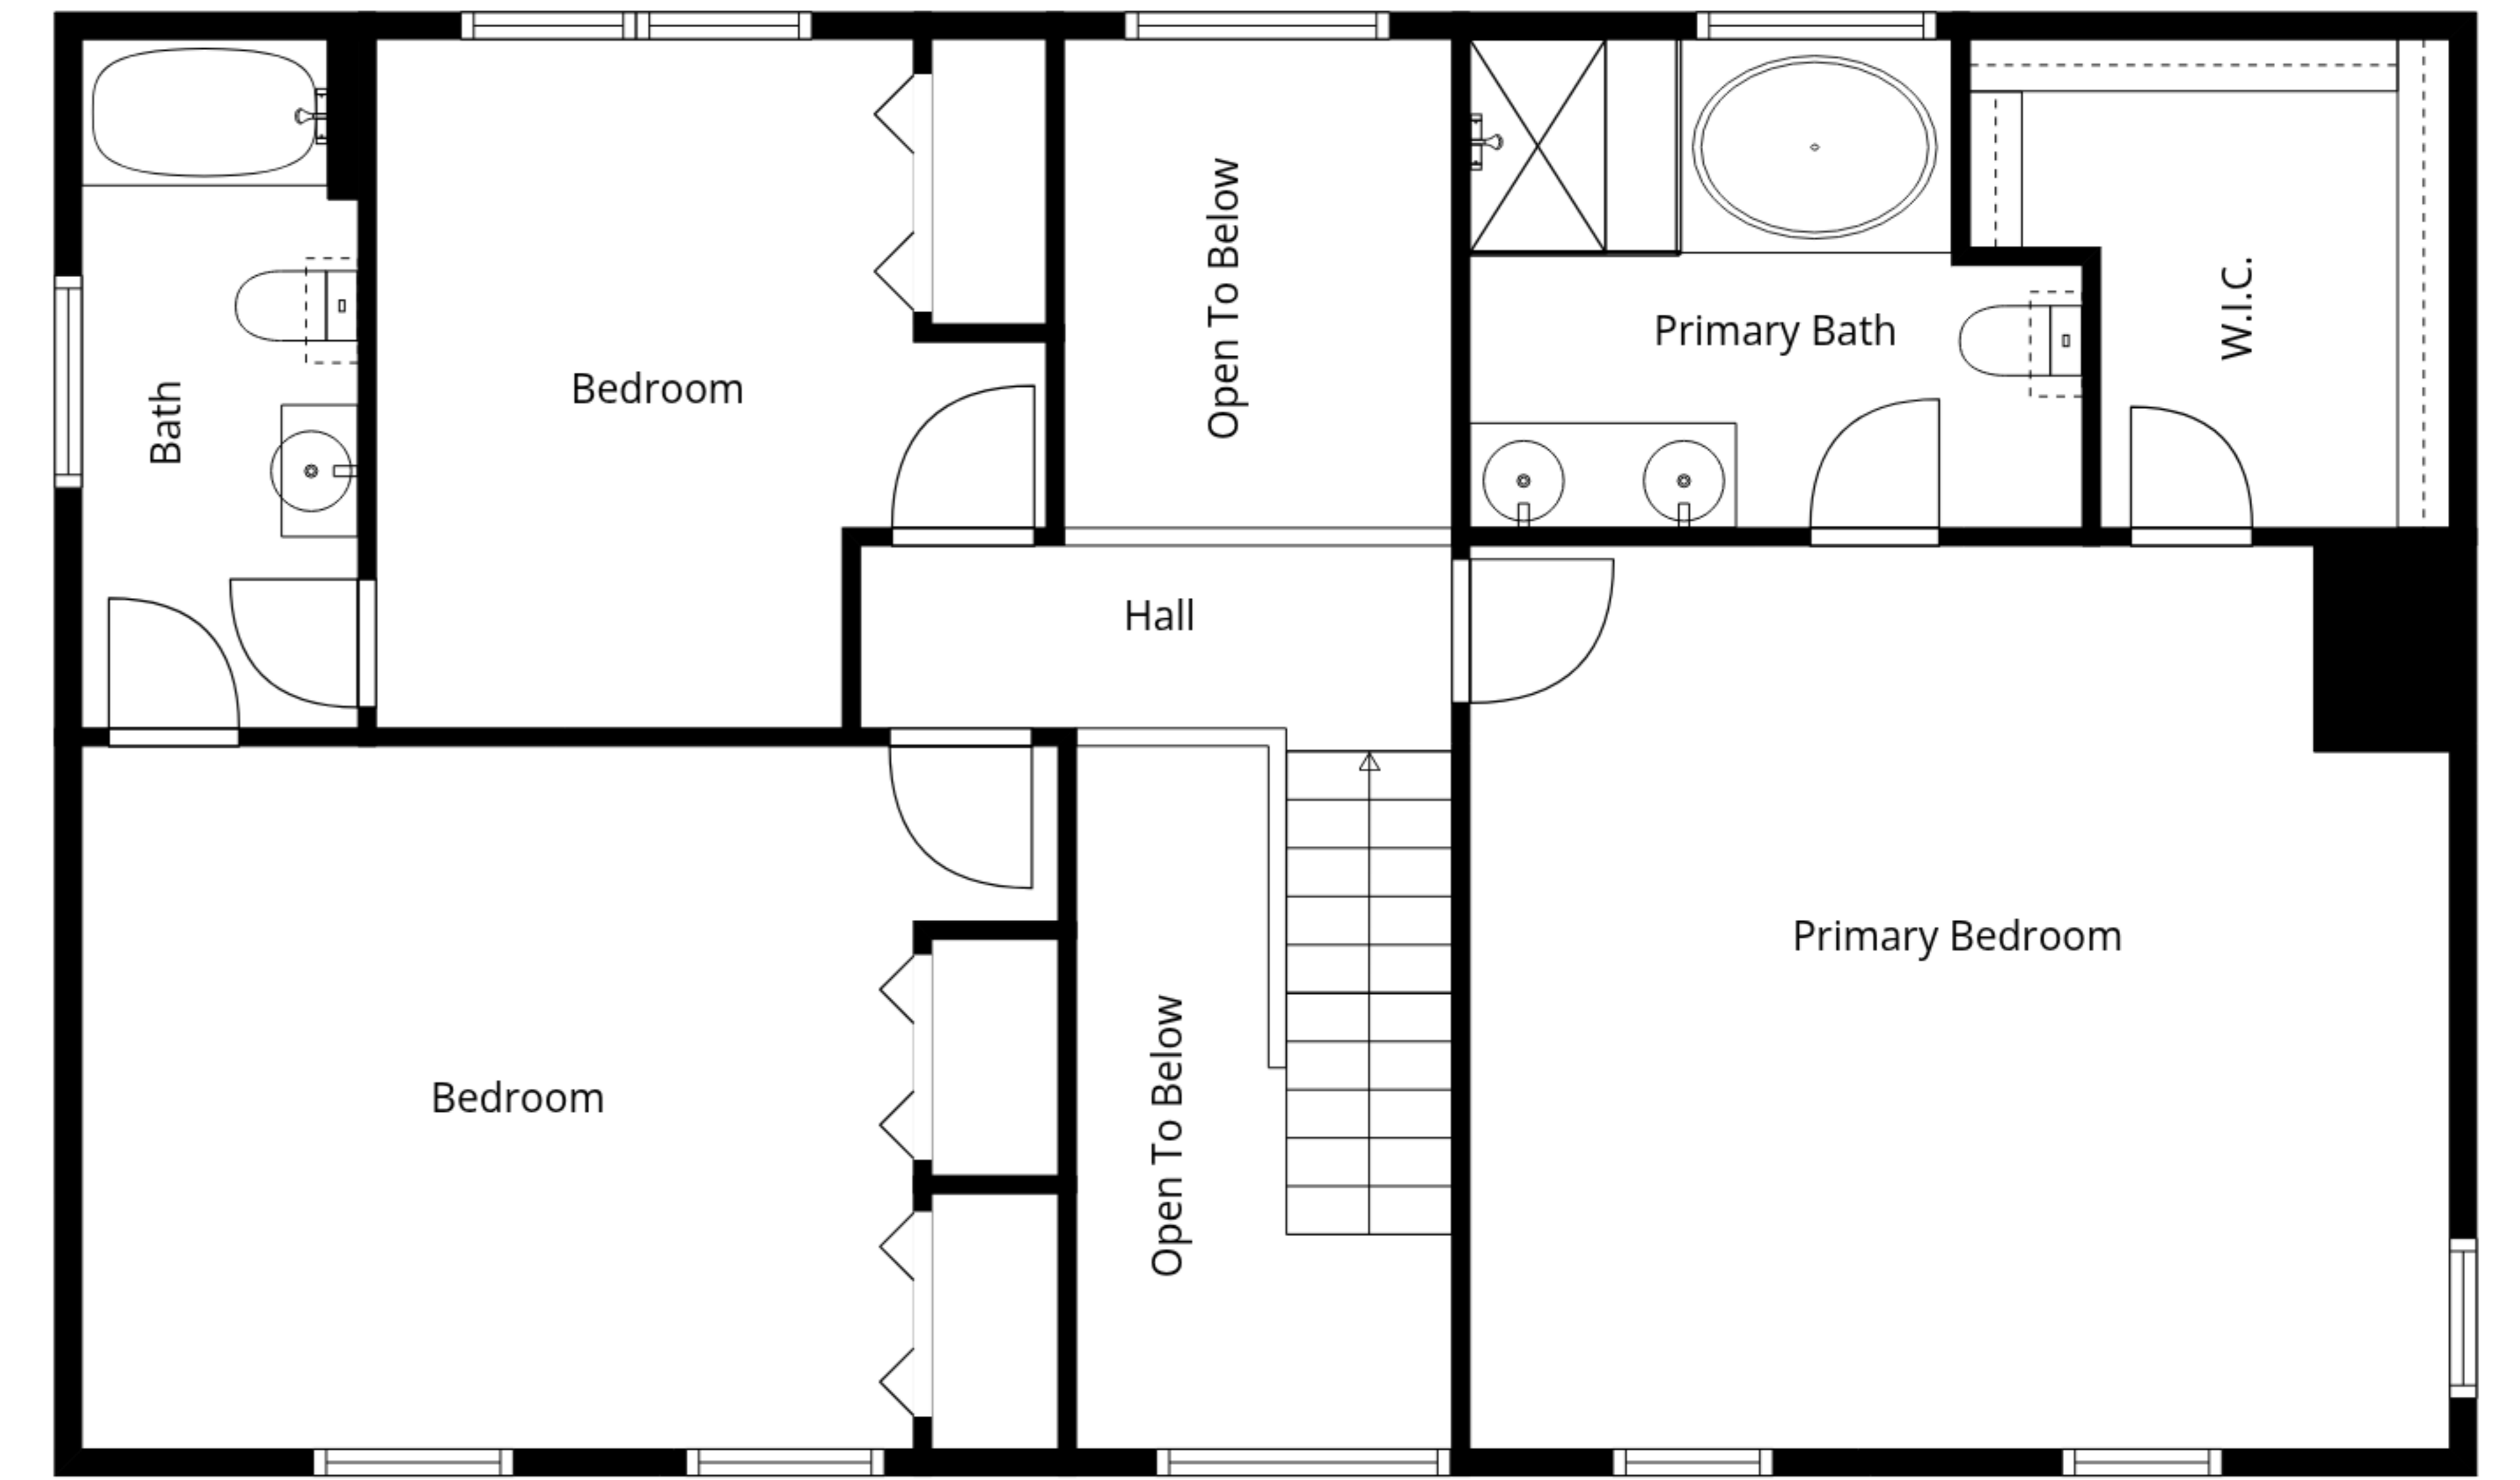 Bath
Bedroom
Open To Below
Primary Bath
W.I.C.
Hall
Primary Bedroom
Bedroom
Open To Below